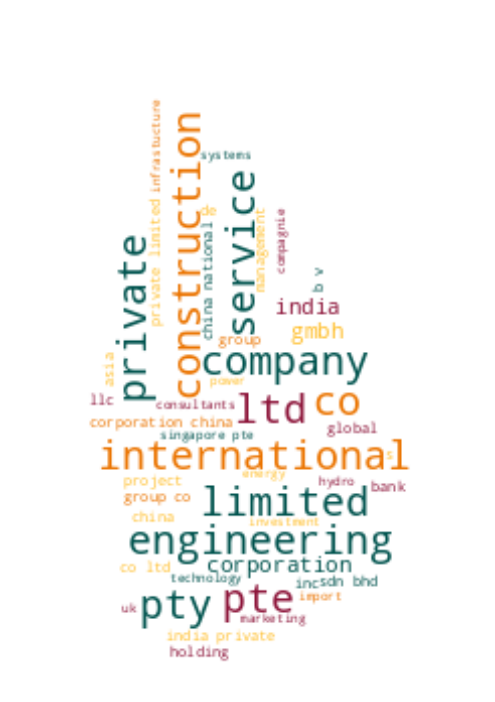 infrastucture
construction
systems
service
private limited
de
china national
management
compagnie
private
b v
india
gmbh
group
company
asia
power
llc
consultants
ltd
co
corporation china
global
singapore pte
international
s
energy
project
hydro
bank
group co
limited
china
investment
engineering
corporation
co ltd
technology
inc
sdn bhd
pty
pte
import
uk
marketing
india private
holding